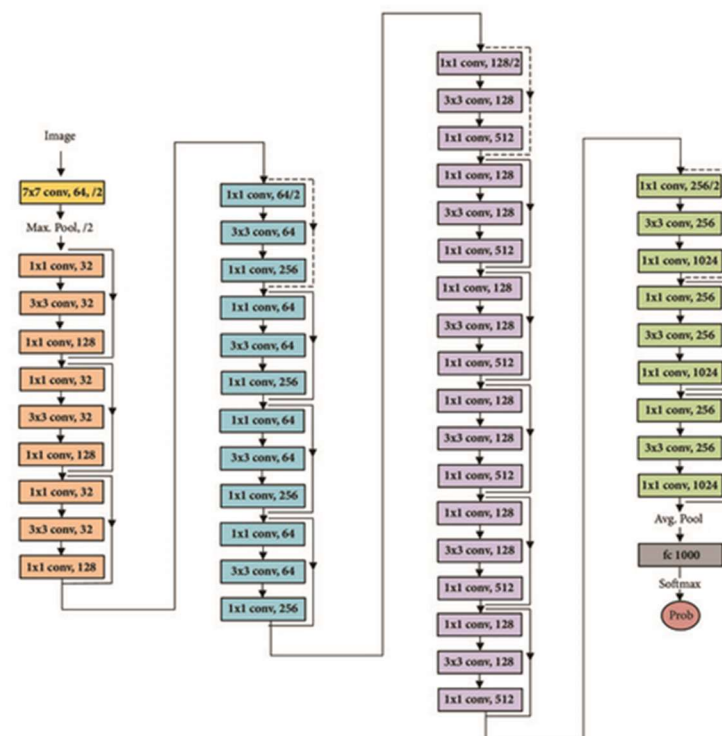 Image
7x7 conv, 64, /2
Max. Pool, /2
1x1 conv, 32
3x3 conv, 32
1x1 conv, 128
1x1 conv, 32
3x3 conv, 32
1x1 conv, 128
1x1 conv, 32
3x3 conv, 32
1x1 conv, 128
1x1 conv, 64/2
3x3 conv, 64
1x1 conv, 256
1x1 conv, 64
3x3 conv, 64
1x1 conv, 256
1x1 conv, 64
3x3 conv, 64
1x1 conv, 256
1x1 conv, 64
3x3 conv, 64
1x1 conv, 256
1x1 conv, 128/2
3x3 conv, 128
1x1 conv, 512
1x1 conv, 128
3x3 conv, 128
1x1 conv, 512
1x1 conv, 128
3x3 conv, 128
1x1 conv, 512
1x1 conv, 128
3x3 conv, 128
1x1 conv, 512
1x1 conv, 128
3x3 conv, 128
1x1 conv, 512
1x1 conv, 128
3x3 conv, 128
1x1 conv, 512
1x1 conv, 256/2
3x3 conv, 256
1x1 conv, 1024
1x1 conv, 256
3x3 conv, 256
1x1 conv, 1024
1x1 conv, 256
3x3 conv, 256
1x1 conv, 1024
Avg. Pool
fc 1000
Softmax
Prob